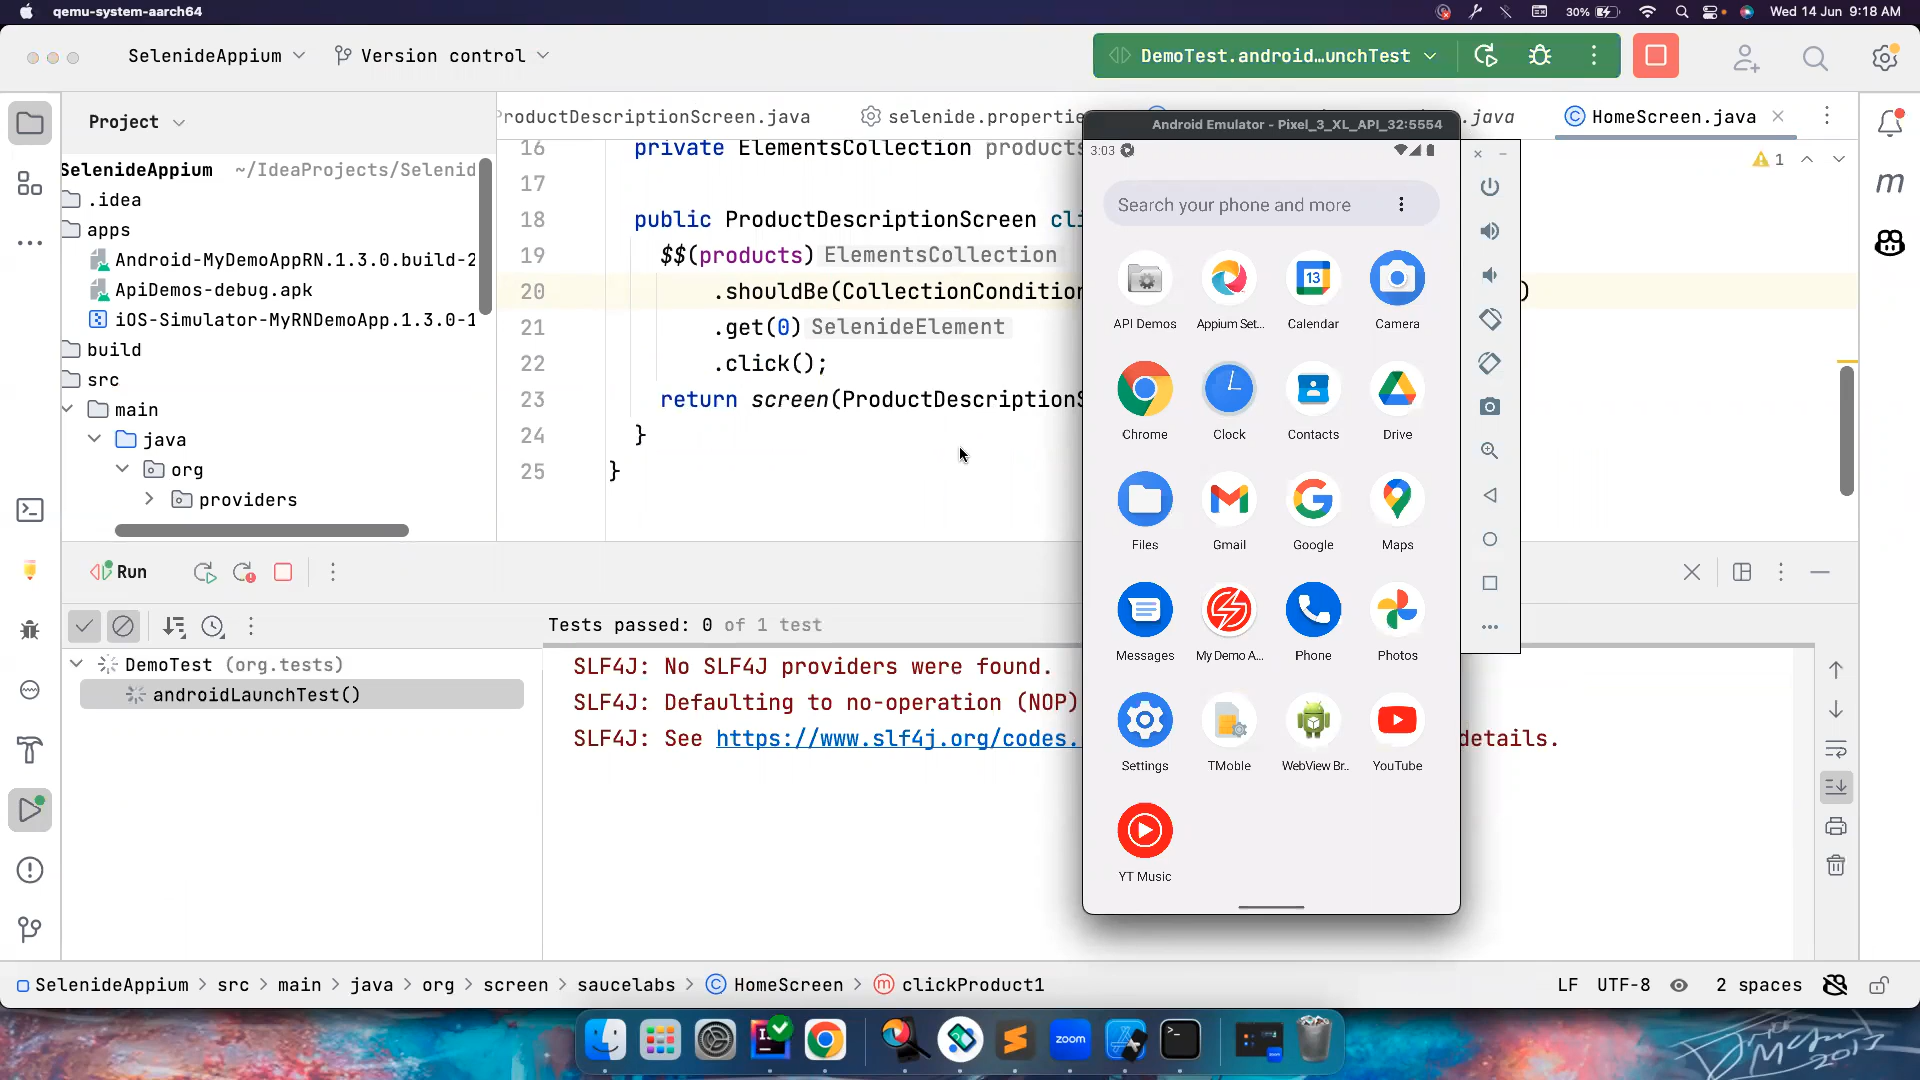 qemu-system-aarch64
30%
Wed 14 Jun 9:18 AM
SelenideAppium
Version control
DemoTest.android…unchTest
Project
roductDescriptionScreen.java
selenide.propertie
.java
HomeScreen.java
SelenideAppium ~/IdeaProjects/Selenid
.idea
apps
Android-MyDemoAppRN.1.3.0.build-2
ApiDemos-debug.apk
iOS-Simulator-MyRNDemoApp.1.3.0-1
build
src
main
java
org
providers
16 private ElementsCollection products
17
18 public ProductDescriptionScreen cli
19 $$(products) ElementsCollection
20 .shouldBe(CollectionCondition )
21 .get(0) SelenideElement
22 .click();
23 return screen(ProductDescriptionS
24 }
25 }
1
Android Emulator - Pixel_3_XL_API_32:5554
3:03
Search your phone and more
API Demos
Appium Set...
13
Calendar
Camera
Chrome
Clock
Contacts
Drive
Files
Gmail
Google
Maps
Messages
My Demo A...
Phone
Photos
Settings
TMoble
WebView Br..
YouTube
YT Music
Run
Tests passed: 0 of 1 test
DemoTest (org.tests)
androidLaunchTest()
SLF4J: No SLF4J providers were found.
SLF4J: Defaulting to no-operation (NOP)
SLF4J: See https://www.slf4j.org/codes. details.
SelenideAppium > src > main > java > org > screen > saucelabs > HomeScreen > clickProduct1
LF UTF-8 2 spaces
zoom